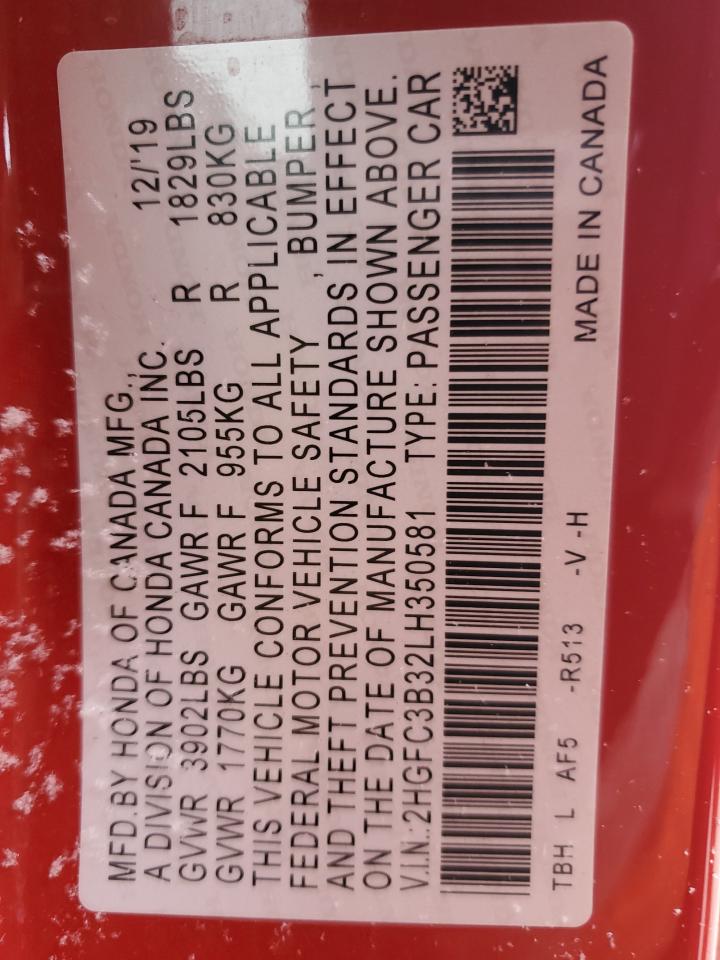 MFD.BY HONDA OF CANADA MFG., 12/'19
A DIVISION OF HONDA CANADA INC.
GVWR 3902LBS GAWR F 2105LBS R 1829LBS
GVWR 1770KG GAWR F 955KG R 830KG
THIS VEHICLE CONFORMS TO ALL APPLICABLE
FEDERAL MOTOR VEHICLE SAFETY , BUMPER ,
AND THEFT PREVENTION STANDARDS IN EFFECT
ON THE DATE OF MANUFACTURE SHOWN ABOVE.
V.I.N.:2HGFC3B32LH350581 TYPE: PASSENGER CAR
TBH L AF5 -R513 -V -H MADE IN CANADA